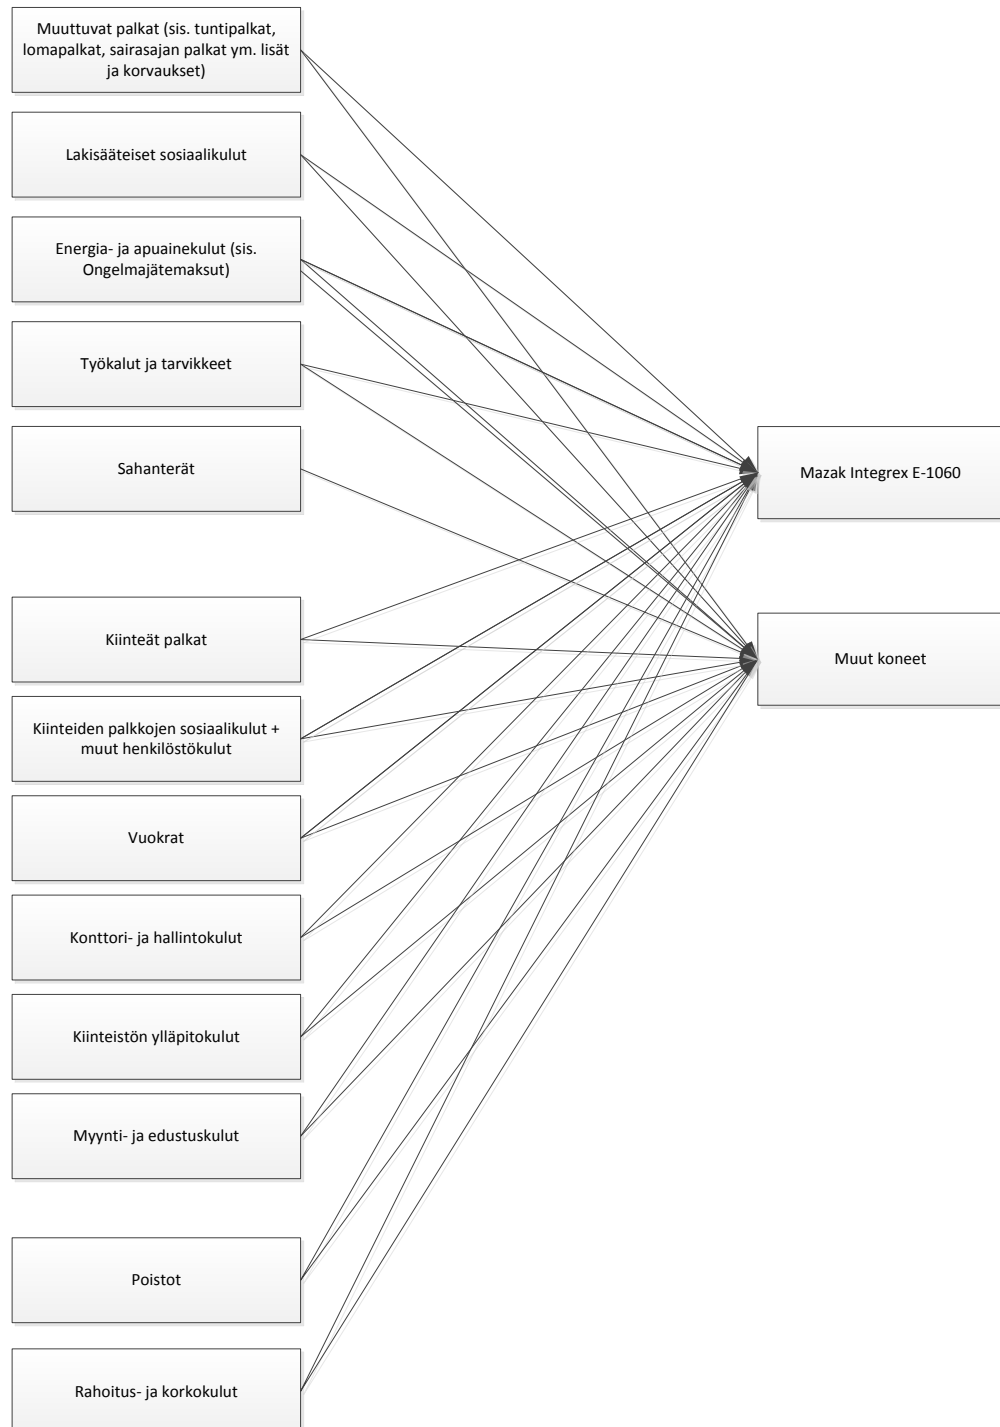 Muuttuvat palkat (sis. tuntipalkat,
lomapalkat, sairasajan palkat ym. lisät
ja korvaukset)
Lakisääteiset sosiaalikulut
Energia- ja apuainekulut (sis.
Ongelmajätemaksut)
Työkalut ja tarvikkeet
Sahanterät
Mazak Integrex E-1060
Kiinteät palkat
Muut koneet
Kiinteiden palkkojen sosiaalikulut +
muut henkilöstökulut
Vuokrat
Konttori- ja hallintokulut
Kiinteistön ylläpitokulut
Myynti- ja edustuskulut
Poistot
Rahoitus- ja korkokulut